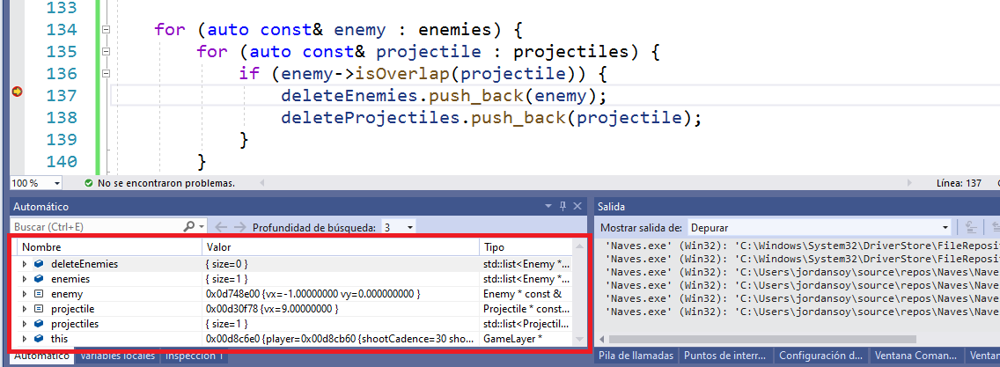 133
134 for (auto const& enemy : enemies) {
135 for (auto const& projectile : projectiles) {
136 if (enemy->isOverlap(projectile)) {
137 deleteEnemies.push_back(enemy);
138 deleteProjectiles.push_back(projectile);
139 }
140 }
100 % No se encontraron problemas. Línea: 137
Automático
Buscar (Ctrl+E) Profundidad de búsqueda: 3
Nombre Valor Tipo
deleteEnemies { size=0 } std::list<Enemy *...
enemies { size=1 } std::list<Enemy *...
enemy 0x0d748e00 {vx=-1.00000000 vy=0.000000000 } Enemy * const &
projectile 0x00d30f78 {vx=9.00000000 } Projectile * const...
projectiles { size=1 } std::list<Projectil...
this 0x00d8c6e0 {player=0x00d8cb60 {shootCadence=30 sho... GameLayer *
Automático Variables locales Inspección 1
Salida
Mostrar salida de: Depurar
'Naves.exe' (Win32): 'C:\Windows\System32\DriverStore\FileReposit
'Naves.exe' (Win32): 'C:\Windows\System32\DriverStore\FileReposit
'Naves.exe' (Win32): 'C:\Users\jordansoy\source\repos\Naves\Nave
'Naves.exe' (Win32): 'C:\Users\jordansoy\source\repos\Naves\Nave
'Naves.exe' (Win32): 'C:\Users\jordansoy\source\repos\Naves\Nave
'Naves.exe' (Win32): 'C:\Users\jordansoy\source\repos\Naves\Nave
Pila de llamadas Puntos de interr... Configuración d... Ventana Coman... Ventan